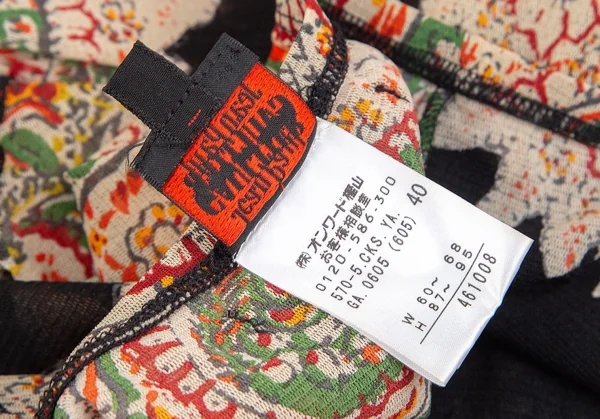 40
㈱オンワード樫山
お客様相談室
0120-586-300
570-5.CKS.YA.
GA.0605 (605)
W 60~ 68
H 87~ 95
461008